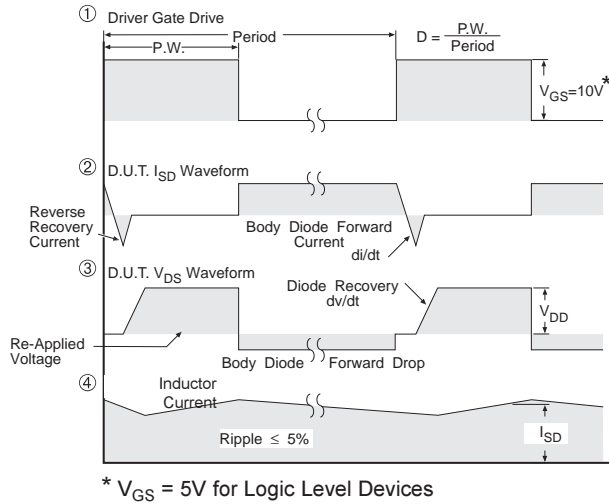 ① Driver Gate Drive
P.W.
Period
D = P.W.
Period
VGS=10V*
② D.U.T. ISD Waveform
Reverse
Recovery
Current
Body Diode Forward
Current
di/dt
③ D.U.T. VDS Waveform
Diode Recovery
dv/dt
VDD
Re-Applied
Voltage
Body Diode Forward Drop
④
Inductor
Current
Ripple ≤ 5%
ISD
* VGS = 5V for Logic Level Devices